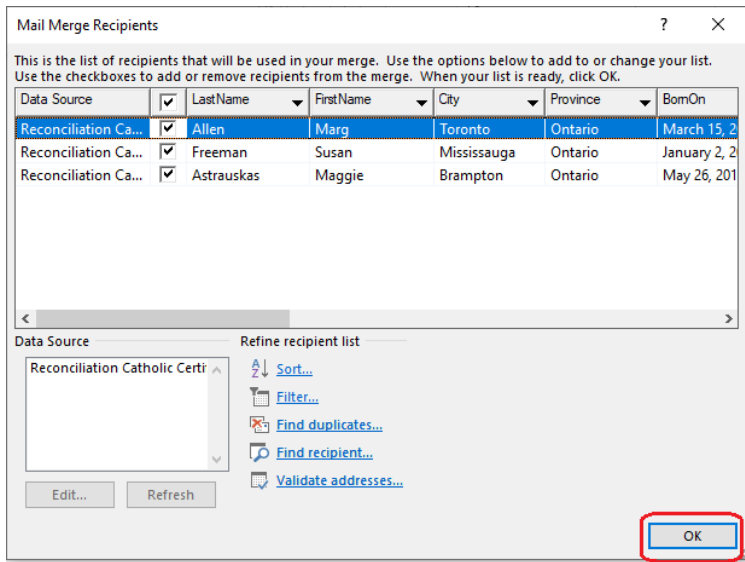 Mail Merge Recipients
This is the list of recipients that will be used in your merge. Use the options below to add to or change your list.
Use the checkboxes to add or remove recipients from the merge. When your list is ready, click OK.
Data Source LastName FirstName City Province BornOn
Reconciliation Ca... Allen Marg Toronto Ontario March 15, 2
Reconciliation Ca... Freeman Susan Mississauga Ontario January 2, 2
Reconciliation Ca... Astrauskas Maggie Brampton Ontario May 26, 201
Data Source Refine recipient list
Reconciliation Catholic Certi
Sort...
Filter...
Find duplicates...
Find recipient...
Validate addresses...
Edit... Refresh
OK